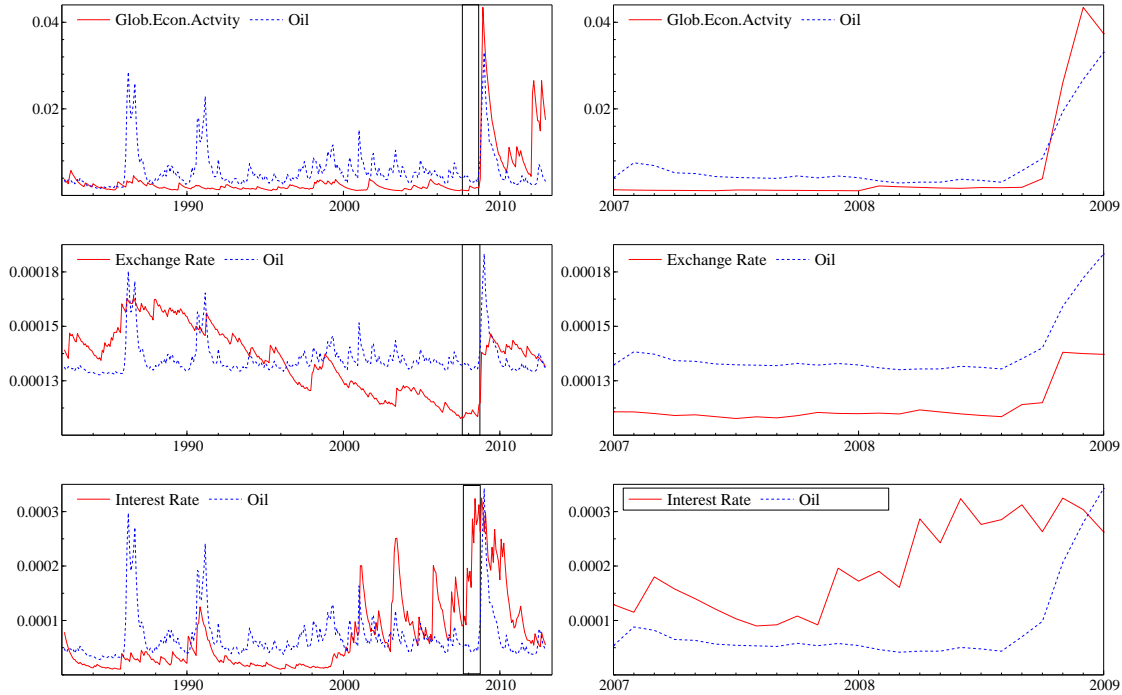 Glob.Econ.Actvity Oil
0.04
0.02
1990 2000 2010
Glob.Econ.Actvity Oil
0.04
0.02
2007 2008 2009
Exchange Rate Oil
0.00018
0.00015
0.00013
1990 2000 2010
Exchange Rate Oil
0.00018
0.00015
0.00013
2007 2008 2009
Interest Rate Oil
0.0003
0.0002
0.0001
1990 2000 2010
Interest Rate Oil
0.0003
0.0002
0.0001
2007 2008 2009